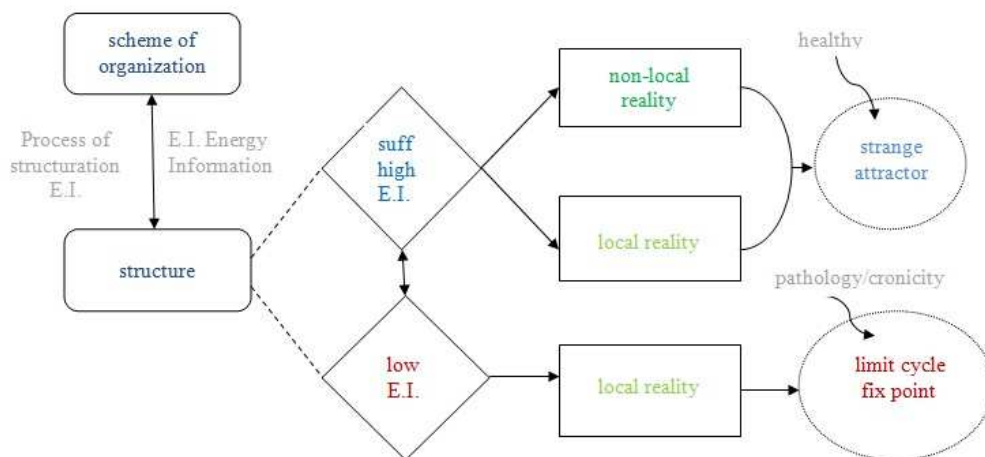 scheme of
organization
Process of
structuration
E.I.
E.I. Energy
Information
structure
suff
high
E.I.
low
E.I.
non-local
reality
local reality
local reality
healthy
strange
attractor
pathology/cronicity
limit cycle
fix point